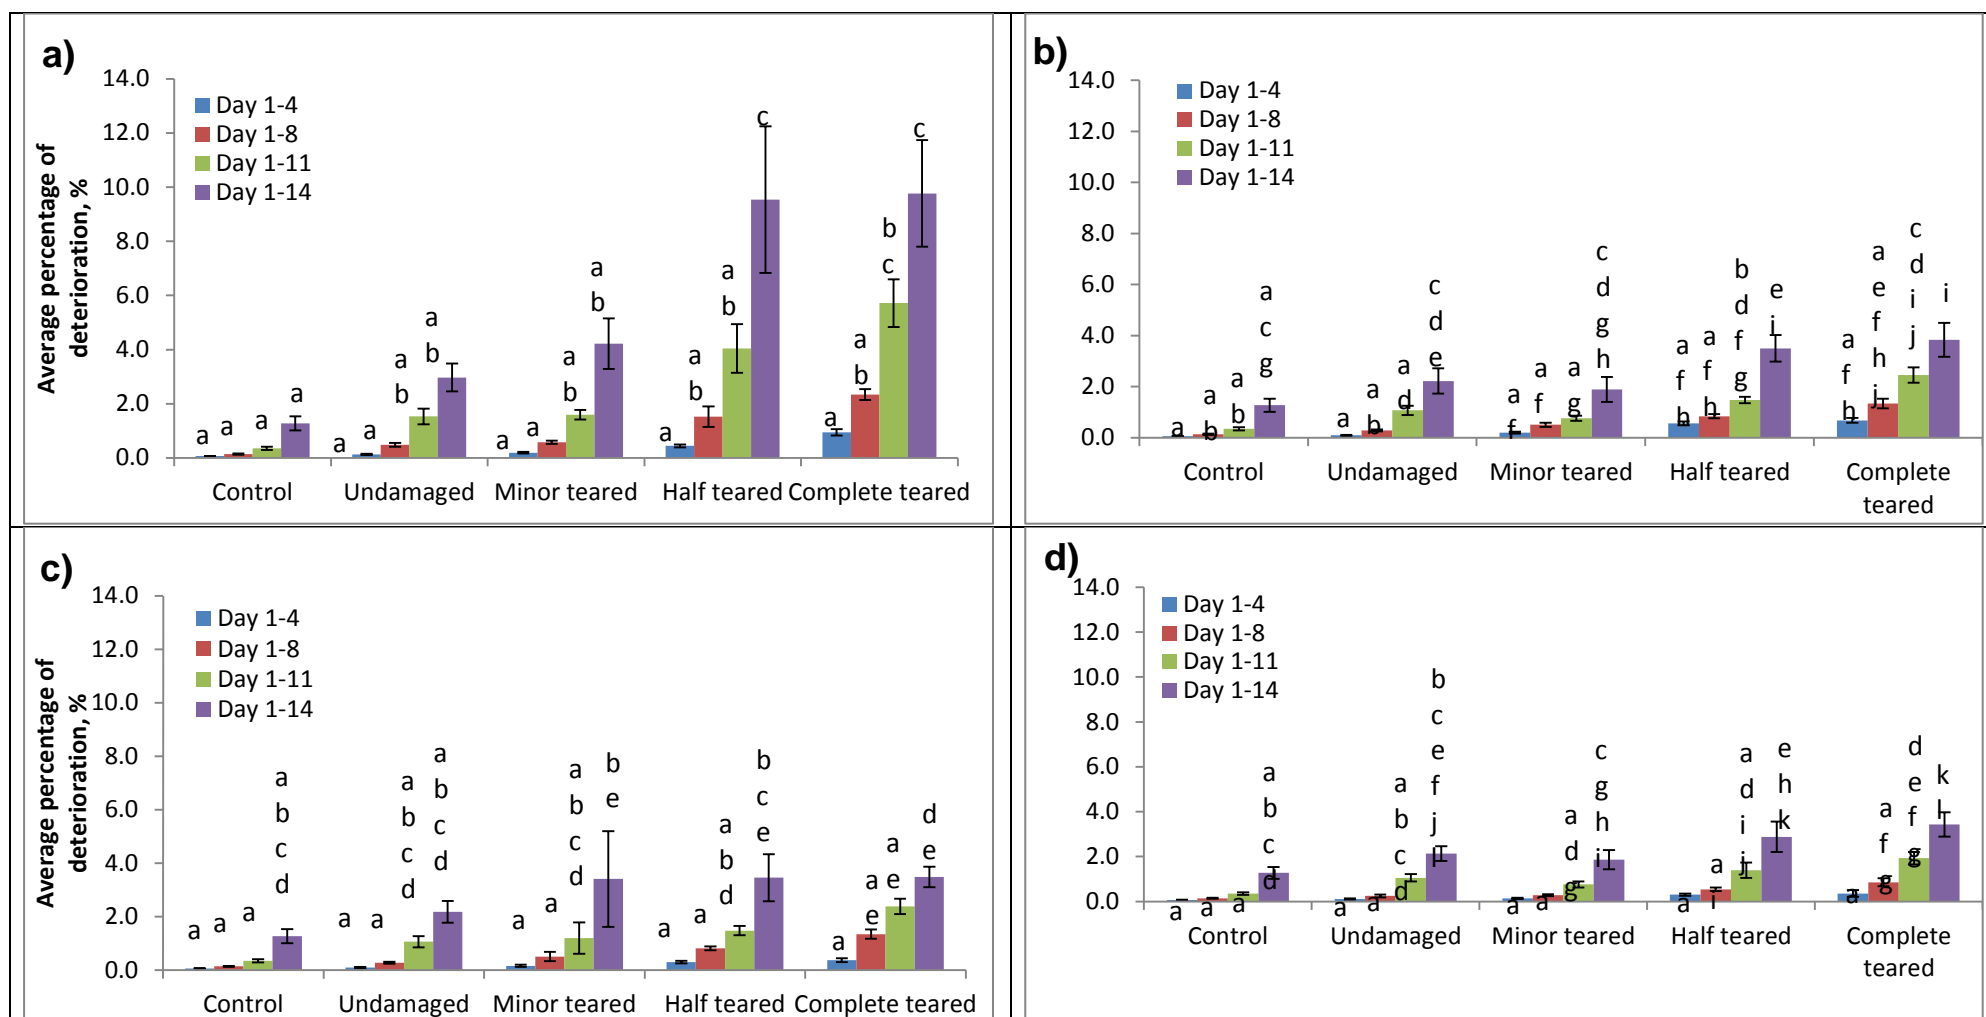 a)
14.0
12.0
10.0
8.0
6.0
4.0
2.0
0.0
Average percentage of
deterioration, %
Day 1-4
Day 1-8
Day 1-11
Day 1-14
a a a a
a a a b a b
a a a b a b
a a b a b c
a a b b c c
Control Undamaged Minor teared Half teared Complete teared
b)
14.0
12.0
10.0
8.0
6.0
4.0
2.0
0.0
Day 1-4
Day 1-8
Day 1-11
Day 1-14
a a b a b a c g
a a b a d c d e
a f a f a g c d g h
a f h a f h b d f g e i
a f h a e f h i c d i j i
Control Undamaged Minor teared Half teared Complete
teared
c)
14.0
12.0
10.0
8.0
6.0
4.0
2.0
0.0
Average percentage of
deterioration, %
Day 1-4
Day 1-8
Day 1-11
Day 1-14
a a a a b c d
a a a b c d a b c d
a a a b c d b e
a a a b d b c e
a a e a e d e
Control Undamaged Minor teared Half teared Complete teared
d)
14.0
12.0
10.0
8.0
6.0
4.0
2.0
0.0
Day 1-4
Day 1-8
Day 1-11
Day 1-14
a a a a b c d
a a a b c d b c e f j
a a a d g c g h i
a a i a d i j e h k
a a f g d e f g k l
Control Undamaged Minor teared Half teared Complete
teared